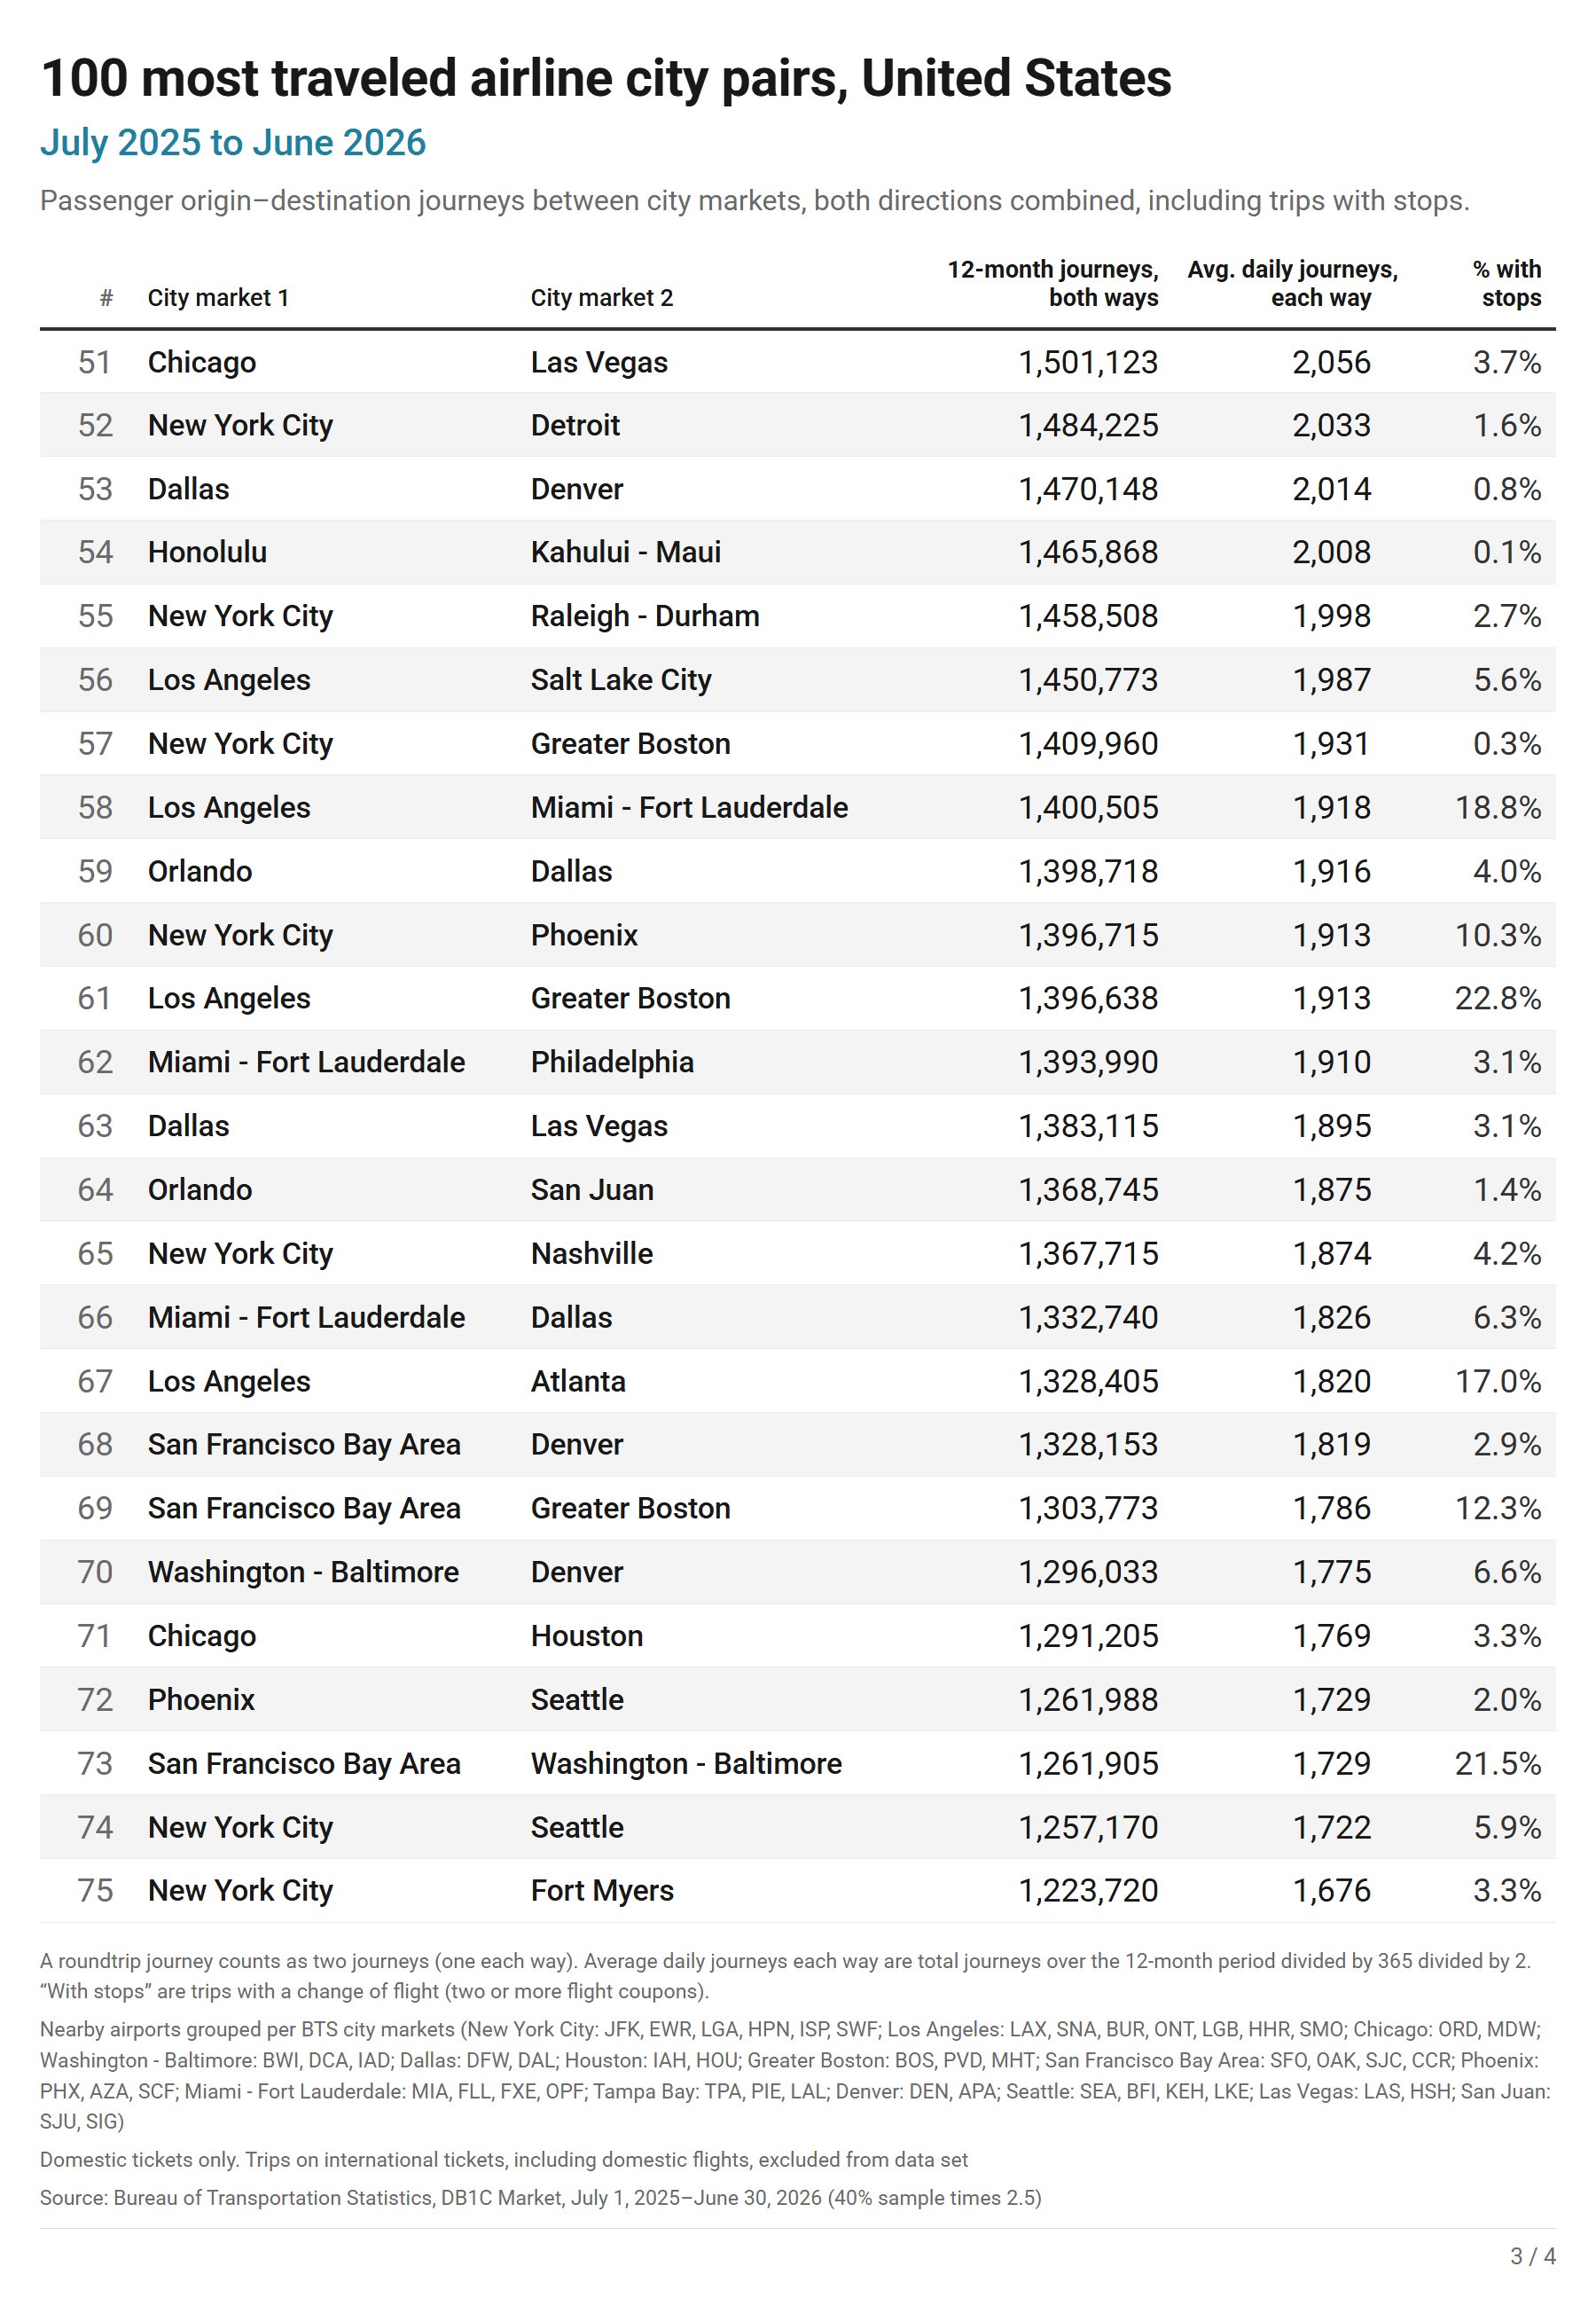 100 most traveled airline city pairs, United States
July 2025 to June 2026
Passenger origin–destination journeys between city markets, both directions combined, including trips with stops.
# City market 1 City market 2 12-month journeys, both ways Avg. daily journeys, each way % with stops
51 Chicago Las Vegas 1,501,123 2,056 3.7%
52 New York City Detroit 1,484,225 2,033 1.6%
53 Dallas Denver 1,470,148 2,014 0.8%
54 Honolulu Kahului - Maui 1,465,868 2,008 0.1%
55 New York City Raleigh - Durham 1,458,508 1,998 2.7%
56 Los Angeles Salt Lake City 1,450,773 1,987 5.6%
57 New York City Greater Boston 1,409,960 1,931 0.3%
58 Los Angeles Miami - Fort Lauderdale 1,400,505 1,918 18.8%
59 Orlando Dallas 1,398,718 1,916 4.0%
60 New York City Phoenix 1,396,715 1,913 10.3%
61 Los Angeles Greater Boston 1,396,638 1,913 22.8%
62 Miami - Fort Lauderdale Philadelphia 1,393,990 1,910 3.1%
63 Dallas Las Vegas 1,383,115 1,895 3.1%
64 Orlando San Juan 1,368,745 1,875 1.4%
65 New York City Nashville 1,367,715 1,874 4.2%
66 Miami - Fort Lauderdale Dallas 1,332,740 1,826 6.3%
67 Los Angeles Atlanta 1,328,405 1,820 17.0%
68 San Francisco Bay Area Denver 1,328,153 1,819 2.9%
69 San Francisco Bay Area Greater Boston 1,303,773 1,786 12.3%
70 Washington - Baltimore Denver 1,296,033 1,775 6.6%
71 Chicago Houston 1,291,205 1,769 3.3%
72 Phoenix Seattle 1,261,988 1,729 2.0%
73 San Francisco Bay Area Washington - Baltimore 1,261,905 1,729 21.5%
74 New York City Seattle 1,257,170 1,722 5.9%
75 New York City Fort Myers 1,223,720 1,676 3.3%
A roundtrip journey counts as two journeys (one each way). Average daily journeys each way are total journeys over the 12-month period divided by 365 divided by 2.
“With stops” are trips with a change of flight (two or more flight coupons).
Nearby airports grouped per BTS city markets (New York City: JFK, EWR, LGA, HPN, ISP, SWF; Los Angeles: LAX, SNA, BUR, ONT, LGB, HHR, SMO; Chicago: ORD, MDW;
Washington - Baltimore: BWI, DCA, IAD; Dallas: DFW, DAL; Houston: IAH, HOU; Greater Boston: BOS, PVD, MHT; San Francisco Bay Area: SFO, OAK, SJC, CCR; Phoenix:
PHX, AZA, SCF; Miami - Fort Lauderdale: MIA, FLL, FXE, OPF; Tampa Bay: TPA, PIE, LAL; Denver: DEN, APA; Seattle: SEA, BFI, KEH, LKE; Las Vegas: LAS, HSH; San Juan:
SJU, SIG)
Domestic tickets only. Trips on international tickets, including domestic flights, excluded from data set
Source: Bureau of Transportation Statistics, DB1C Market, July 1, 2025–June 30, 2026 (40% sample times 2.5)
3 / 4